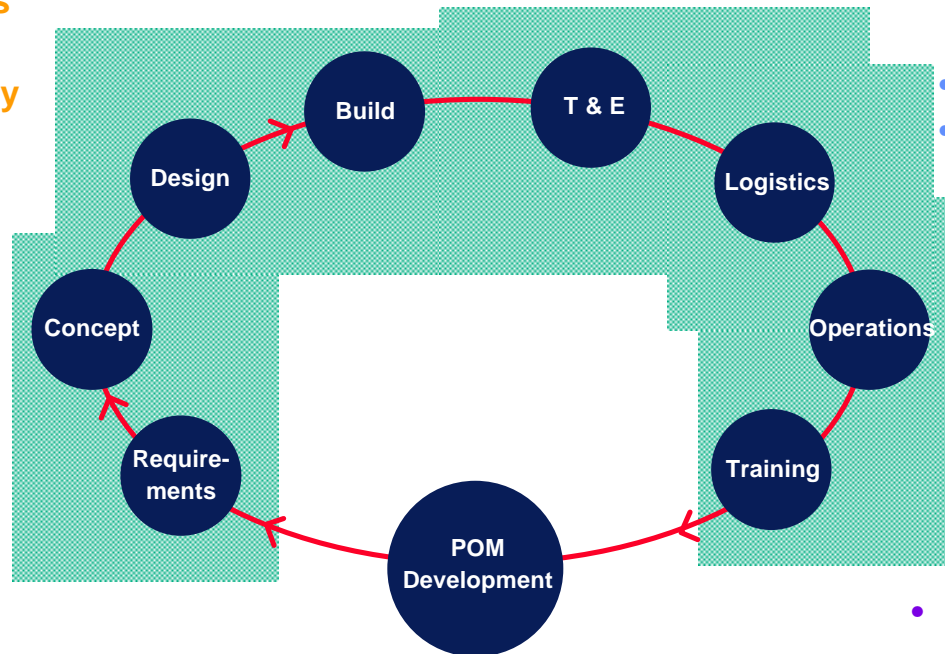 s
y
Build
T & E
Design
Logistics
Concept
Operations
Require-
ments
Training
POM
Development